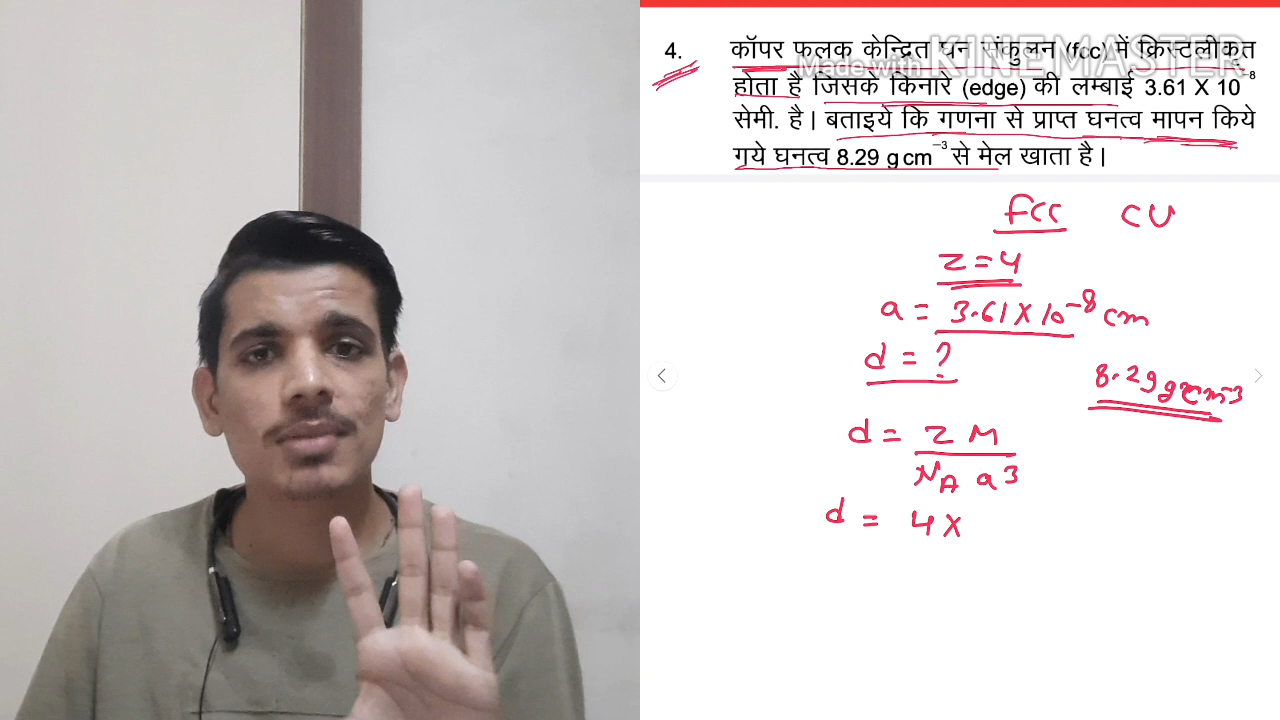 4. कॉपर फलक केन्द्रित घन संकुलन (fcc) में क्रिस्टलीकृत
Made with KINEMASTER
होता है जिसके किनारे (edge) की लम्बाई 3.61 X 10⁻⁸
सेमी. है। बताइये कि गणना से प्राप्त घनत्व मापन किये
गये घनत्व 8.29 g cm⁻³ से मेल खाता है।
fcc CU
z = 4
a = 3.61 X 10⁻⁸ cm
d = ?
8.29 g cm⁻³
d = Z M
N_A a3
d = 4 X